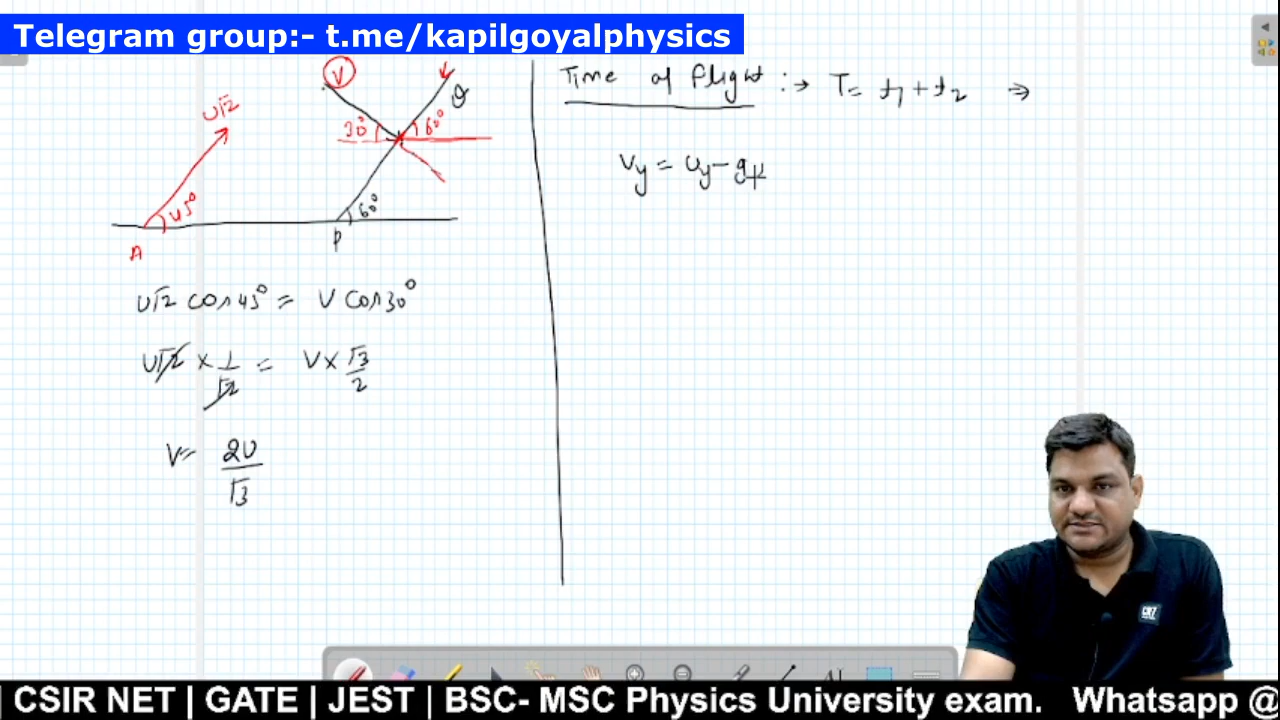 Telegram group:- t.me/kapilgoyalphysics
V
60°
30°
U√2
45°
60°
A
P
U√2 cos 45° = V cos 30°
U√2 × 1/√2 = V × √3/2
V = 2U/√3
Time of flight :→ T = t1 + t2 ⇒
Vy = Uy - gt
CSIR NET | GATE | JEST | BSC- MSC Physics University exam. Whatsapp @